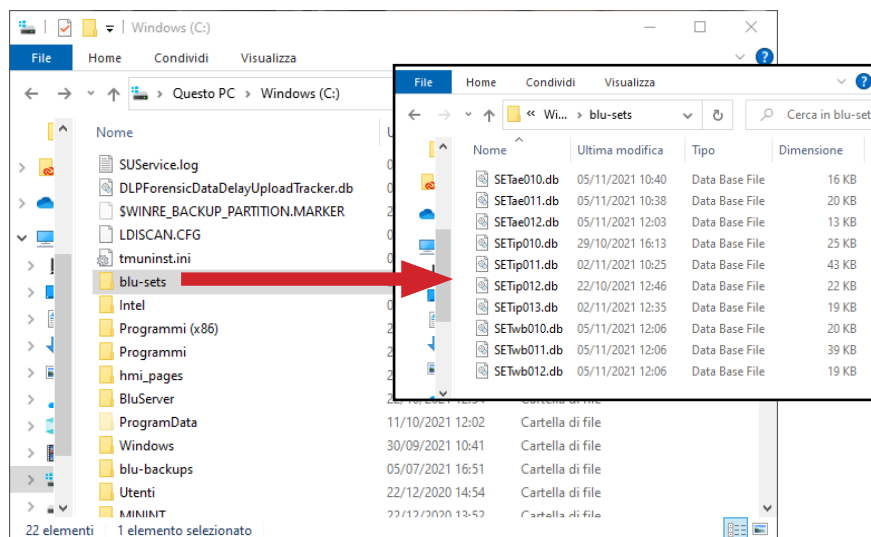 Windows (C:)
File Home Condividi Visualizza
Questo PC > Windows (C:)
Nome
SUService.log
DLPForensicDataDelayUploadTracker.db
$WINRE_BACKUP_PARTITION.MARKER
LDISCAN.CFG
tmuninst.ini
blu-sets
Intel
Programmi (x86)
Programmi
hmi_pages
BluServer
ProgramData 11/10/2021 12:02 Cartella di file
Windows 30/09/2021 10:41 Cartella di file
blu-backups 05/07/2021 16:51 Cartella di file
Utenti 22/12/2020 14:54 Cartella di file
MININT 22/12/2020 13:52 Cartella di file
22 elementi 1 elemento selezionato
File Home Condividi Visualizza
« Wi... > blu-sets Cerca in blu-set
Nome Ultima modifica Tipo Dimensione
SETae010.db 05/11/2021 10:40 Data Base File 16 KB
SETae011.db 05/11/2021 10:38 Data Base File 20 KB
SETae012.db 05/11/2021 12:03 Data Base File 13 KB
SETip010.db 29/10/2021 16:13 Data Base File 25 KB
SETip011.db 02/11/2021 10:25 Data Base File 43 KB
SETip012.db 22/10/2021 12:46 Data Base File 22 KB
SETip013.db 02/11/2021 12:35 Data Base File 19 KB
SETwb010.db 05/11/2021 12:06 Data Base File 20 KB
SETwb011.db 05/11/2021 12:06 Data Base File 39 KB
SETwb012.db 05/11/2021 12:06 Data Base File 19 KB